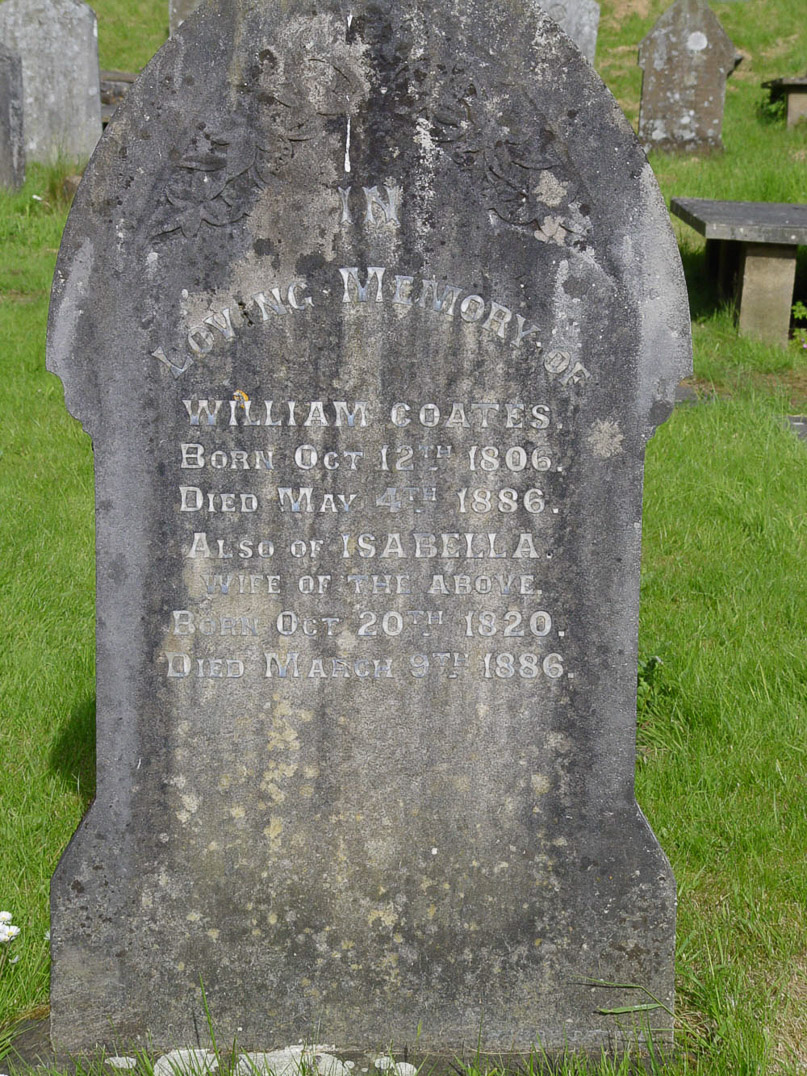 IN
LOVING MEMORY OF
WILLIAM COATES,
BORN OCT 12TH 1806.
DIED MAY 4TH 1886.
ALSO OF ISABELLA.
WIFE OF THE ABOVE.
BORN OCT 20TH 1820.
DIED MARCH 9TH 1886.